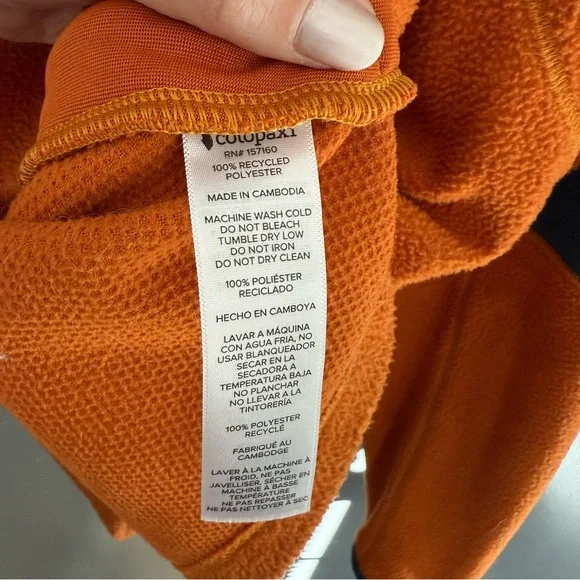 cotopaxi
RN# 157160
100% RECYCLED
POLYESTER
MADE IN CAMBODIA
MACHINE WASH COLD
DO NOT BLEACH
TUMBLE DRY LOW
DO NOT IRON
DO NOT DRY CLEAN
100% POLIÉSTER
RECICLADO
HECHO EN CAMBOYA
LAVAR A MÁQUINA
CON AGUA FRIA, NO
USAR BLANQUEADOR
SECAR EN LA
SECADORA A
TEMPERATURA BAJA
NO PLANCHAR
NO LLEVAR A LA
TINTORERÍA
100% POLYESTER
RECYCLÉ
FABRIQUÉ AU
CAMBODGE
LAVER À LA MACHINE À
FROID, NE PAS
JAVELLISER, SÉCHER EN
MACHINE À BASSE
TEMPÉRATURE
NE PAS REPASSER
NE PAS NETTOYER À SEC